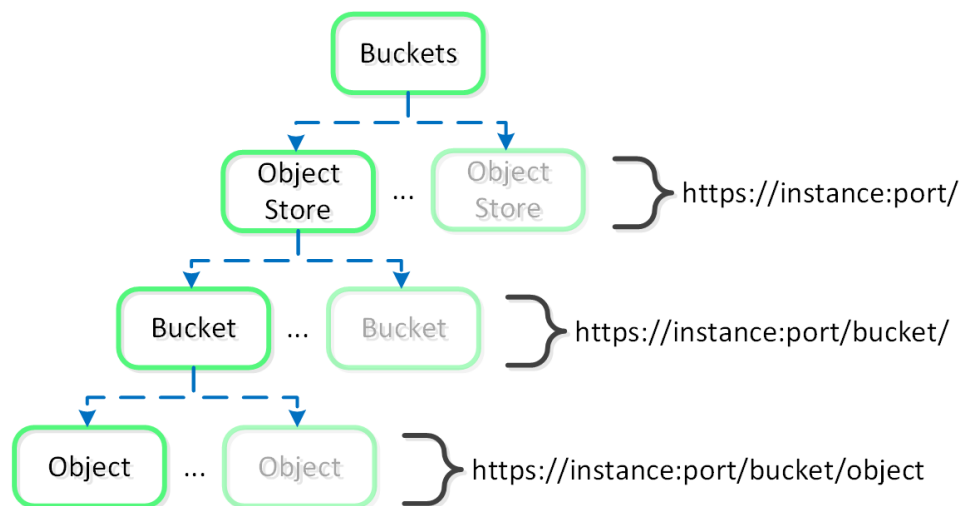 Buckets
Object
Store
...
Object
Store
https://instance:port/
Bucket
...
Bucket
https://instance:port/bucket/
Object
...
Object
https://instance:port/bucket/object